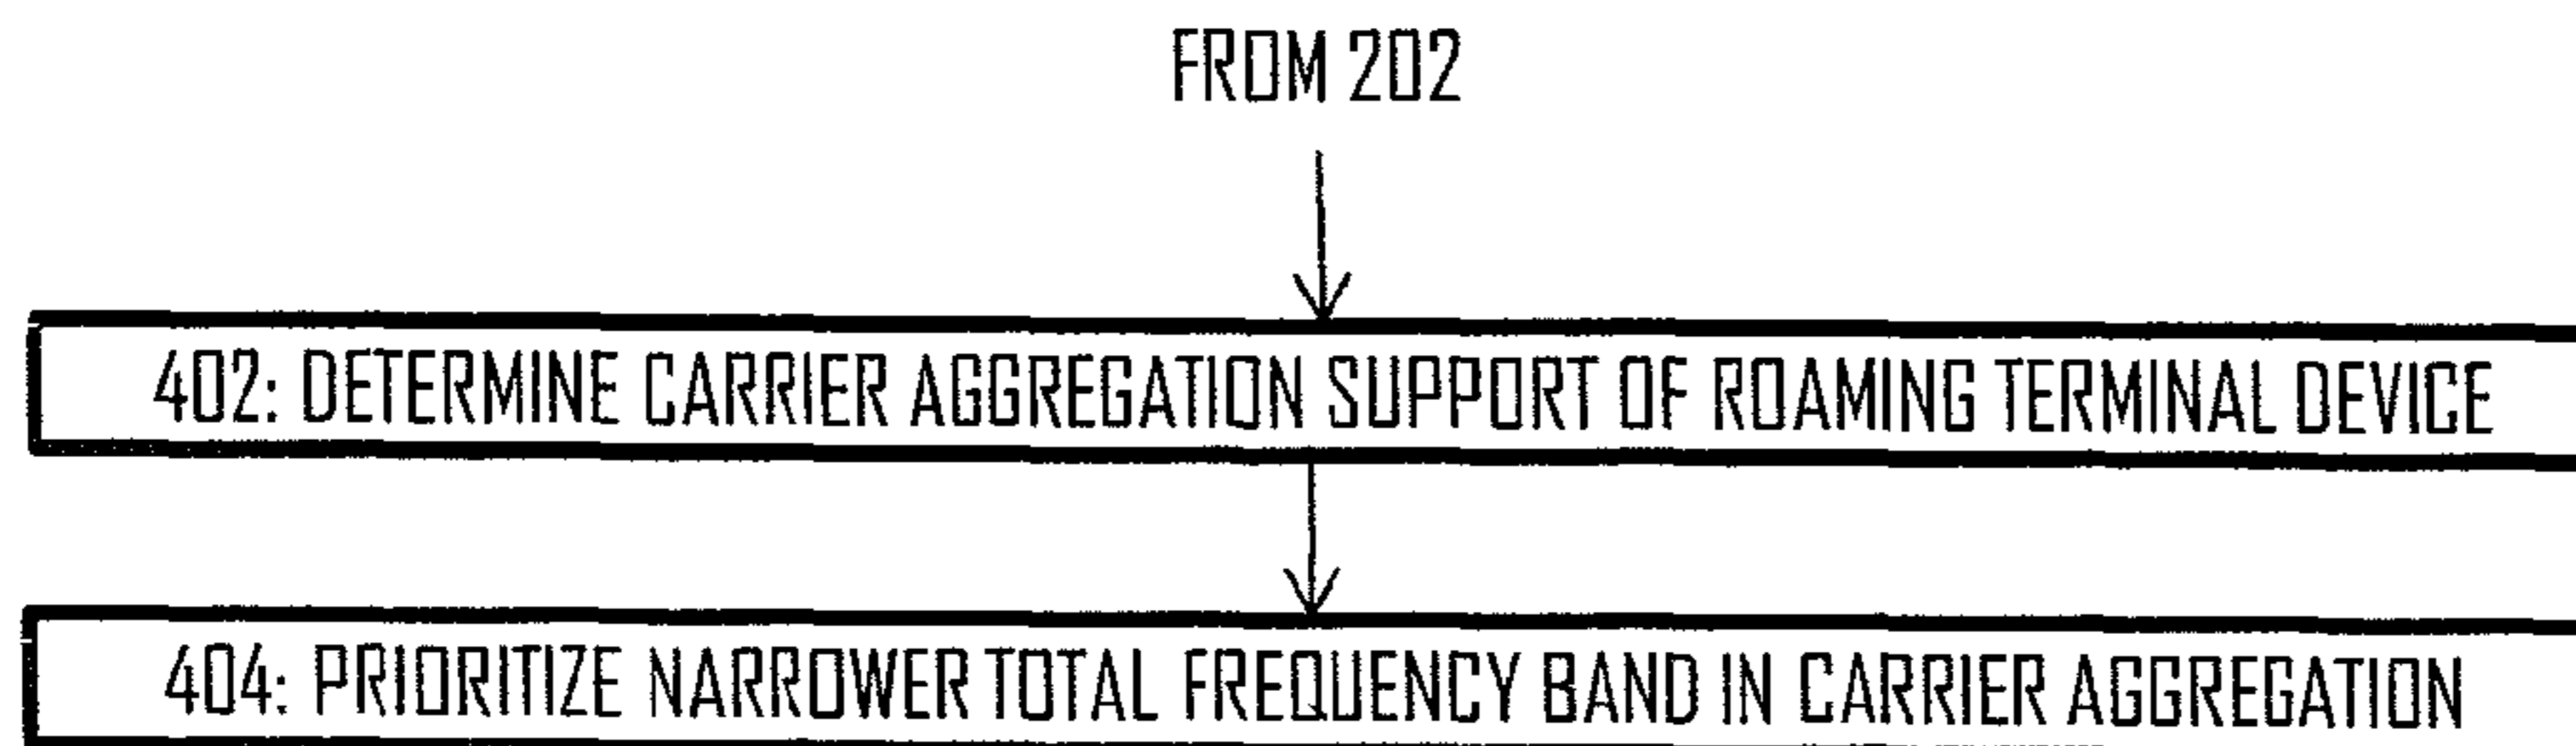 FROM 202
402: DETERMINE CARRIER AGGREGATION SUPPORT OF ROAMING TERMINAL DEVICE
404: PRIORITIZE NARROWER TOTAL FREQUENCY BAND IN CARRIER AGGREGATION